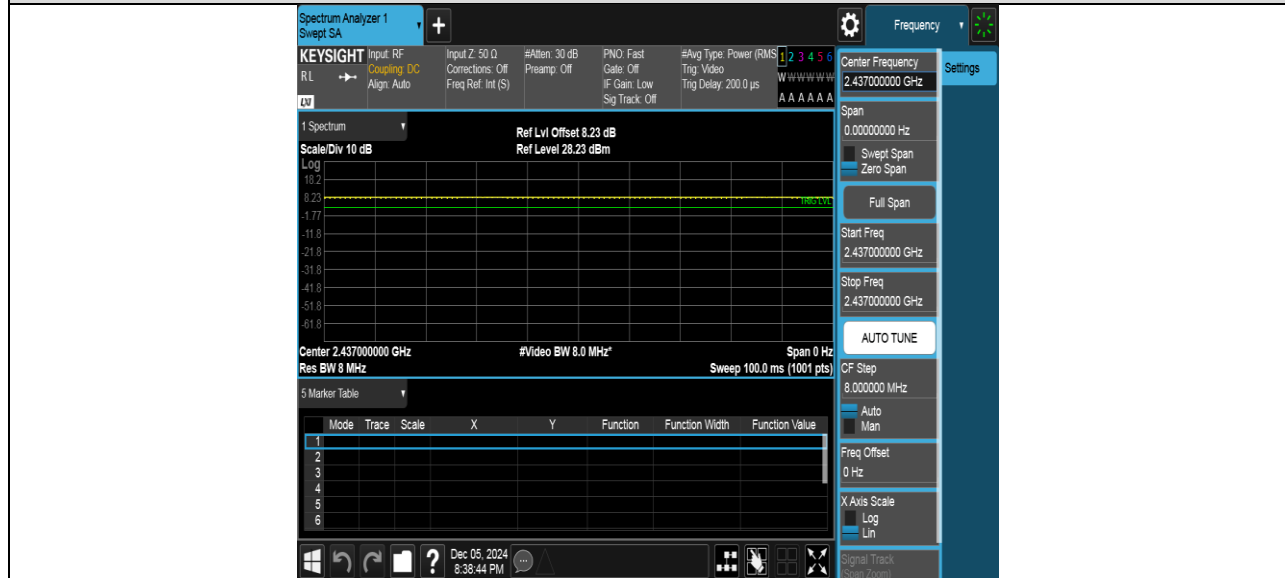 Spectrum Analyzer 1
Swept SA
+
Frequency
KEYSIGHT
RL
LXI
Input: RF
Coupling: DC
Align: Auto
Input Z: 50 Ω
Corrections: Off
Freq Ref: Int (S)
#Atten: 30 dB
Preamp: Off
PNO: Fast
Gate: Off
IF Gain: Low
Sig Track: Off
#Avg Type: Power (RMS
Trig: Video
Trig Delay: 200.0 µs
1 2 3 4 5 6
W W W W W W
A A A A A A
1 Spectrum
Scale/Div 10 dB
Ref Lvl Offset 8.23 dB
Ref Level 28.23 dBm
Log
18.2
8.23
-1.77
-11.8
-21.8
-31.8
-41.8
-51.8
-61.8
TRIG LVL
Center 2.437000000 GHz
#Video BW 8.0 MHz*
Span 0 Hz
Res BW 8 MHz
Sweep 100.0 ms (1001 pts)
5 Marker Table
Mode Trace Scale X Y Function Function Width Function Value
1
2
3
4
5
6
Dec 05, 2024
8:38:44 PM
?
Center Frequency
2.437000000 GHz
Settings
Span
0.00000000 Hz
Swept Span
Zero Span
Full Span
Start Freq
2.437000000 GHz
Stop Freq
2.437000000 GHz
AUTO TUNE
CF Step
8.000000 MHz
Auto
Man
Freq Offset
0 Hz
X Axis Scale
Log
Lin
Signal Track
(Span Zoom)